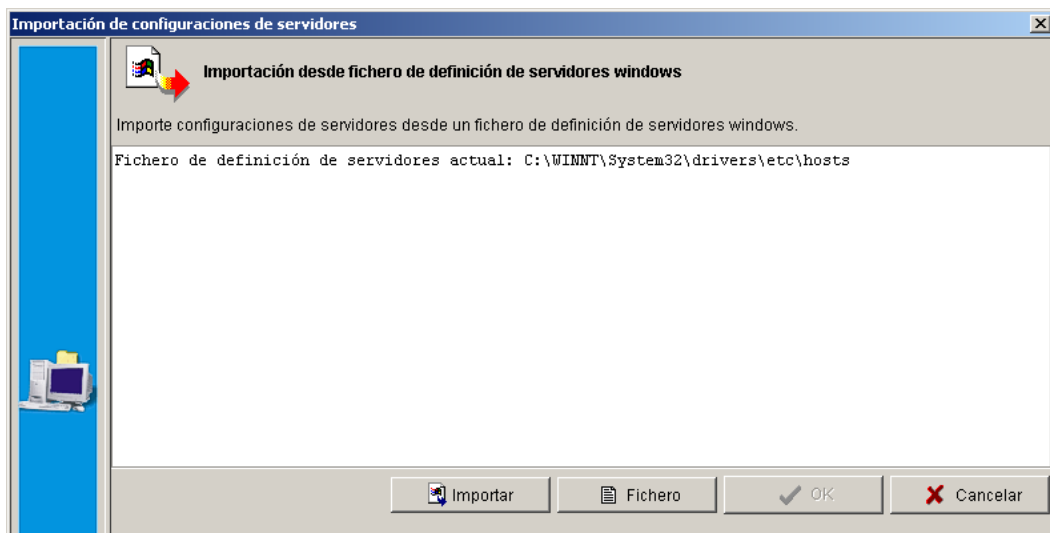 Importación de configuraciones de servidores
Importación desde fichero de definición de servidores windows
Importe configuraciones de servidores desde un fichero de definición de servidores windows.
Fichero de definición de servidores actual: C:\WINNT\System32\drivers\etc\hosts
Importar Fichero OK Cancelar